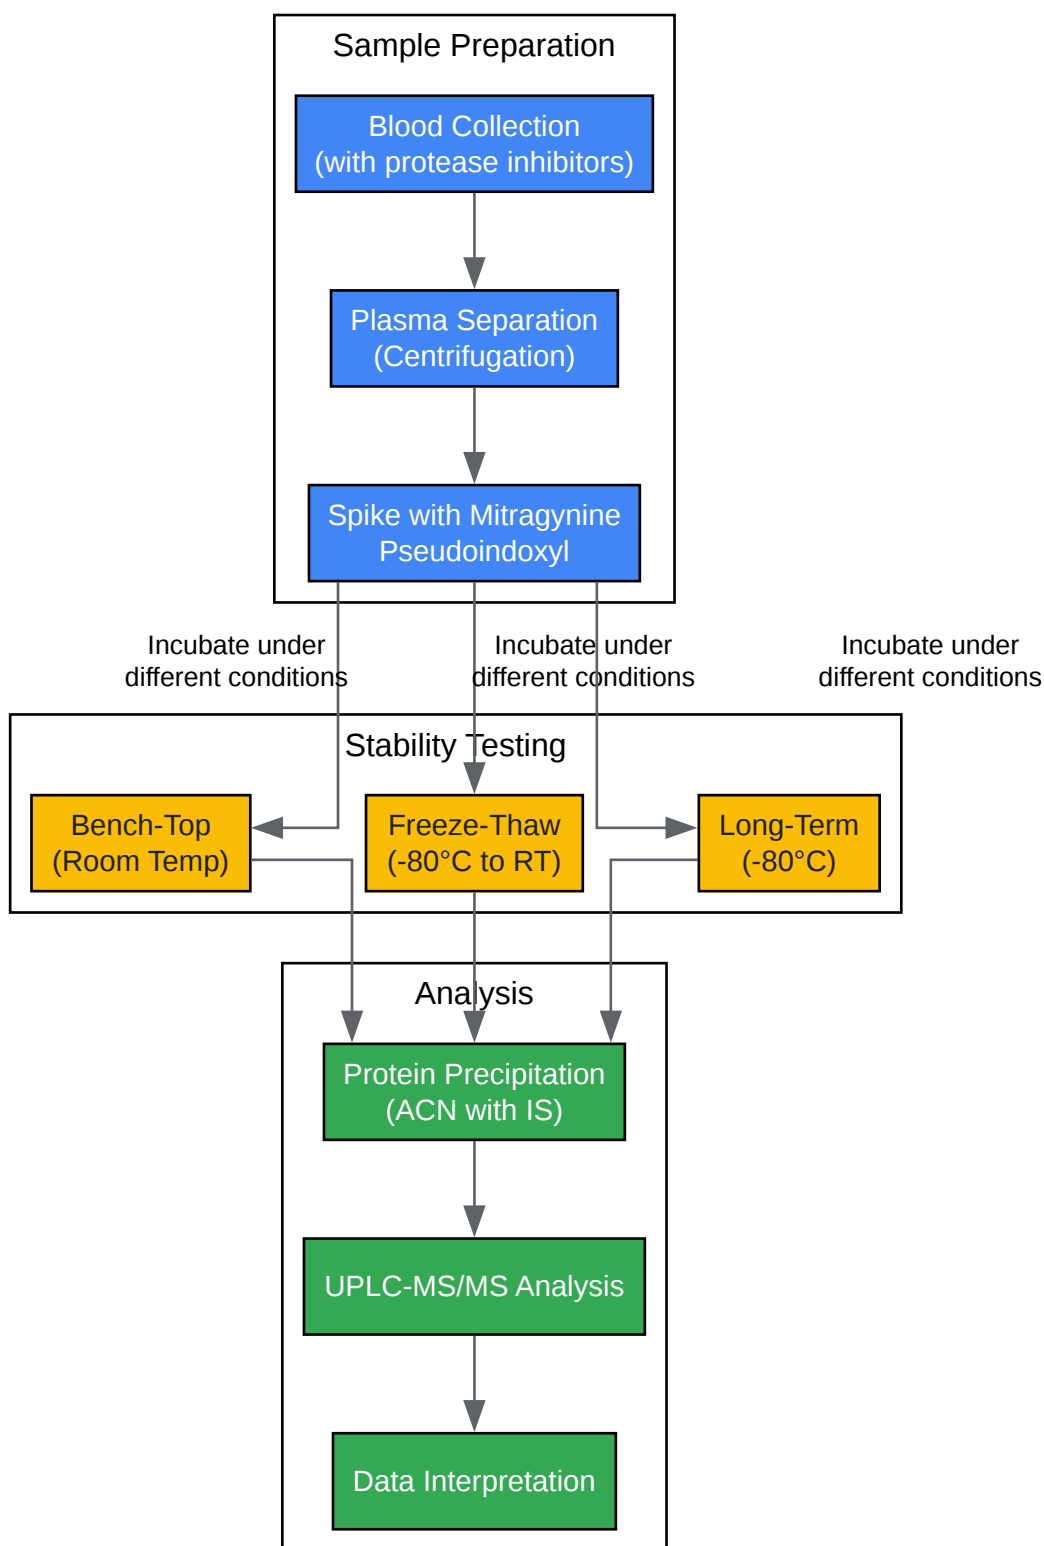 Sample Preparation
Blood Collection
(with protease inhibitors)
Plasma Separation
(Centrifugation)
Spike with Mitragynine
Pseudoindoxyl
Incubate under
different conditions
Incubate under
different conditions
Incubate under
different conditions
Stability Testing
Bench-Top
(Room Temp)
Freeze-Thaw
(-80°C to RT)
Long-Term
(-80°C)
Analysis
Protein Precipitation
(ACN with IS)
UPLC-MS/MS Analysis
Data Interpretation